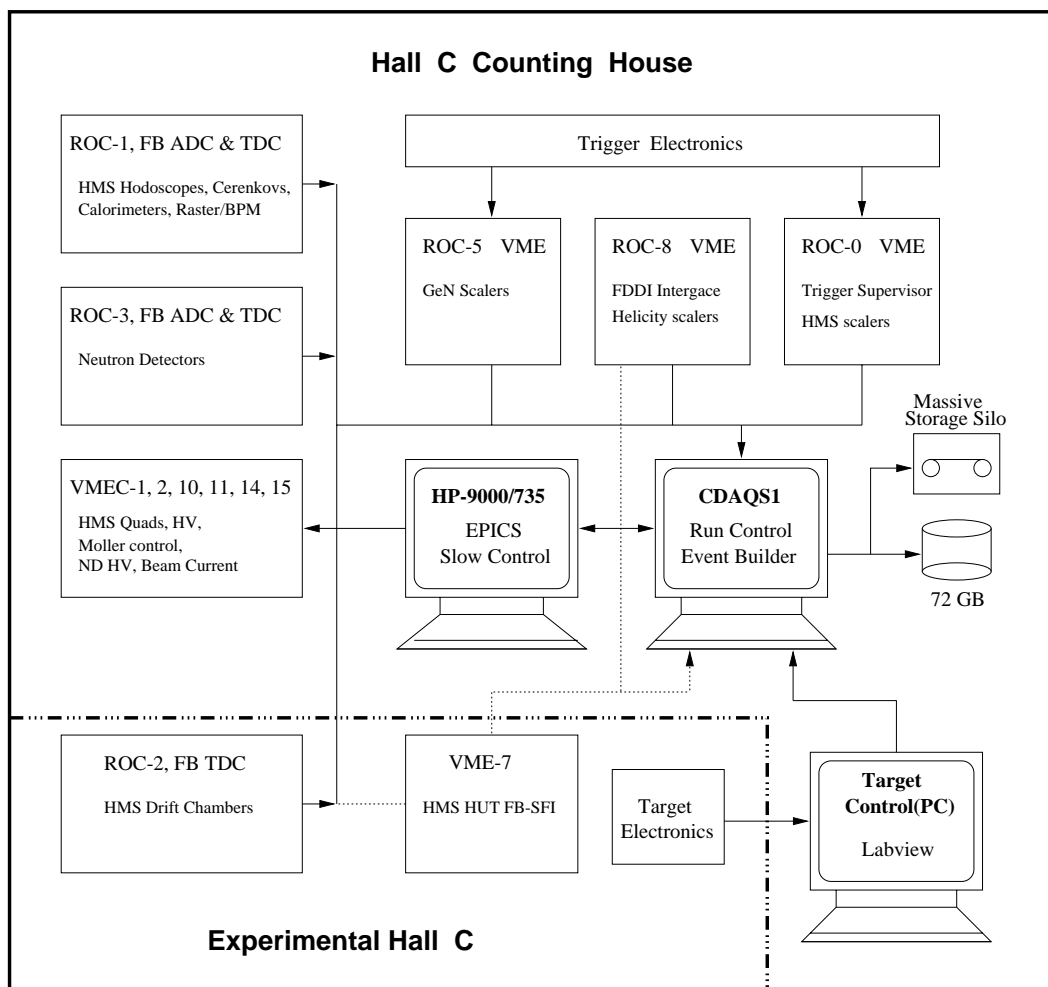 Hall C Counting House
ROC-1, FB ADC & TDC
HMS Hodoscopes, Cerenkovs,
Calorimeters, Raster/BPM
Trigger Electronics
ROC-5 VME
GeN Scalers
ROC-8 VME
FDDI Intergace
Helicity scalers
ROC-0 VME
Trigger Supervisor
HMS scalers
ROC-3, FB ADC & TDC
Neutron Detectors
Massive
Storage Silo
VMEC-1, 2, 10, 11, 14, 15
HMS Quads, HV,
Moller control,
ND HV, Beam Current
HP-9000/735
EPICS
Slow Control
CDAQS1
Run Control
Event Builder
72 GB
ROC-2, FB TDC
HMS Drift Chambers
VME-7
HMS HUT FB-SFI
Target
Electronics
Target
Control(PC)
Labview
Experimental Hall C